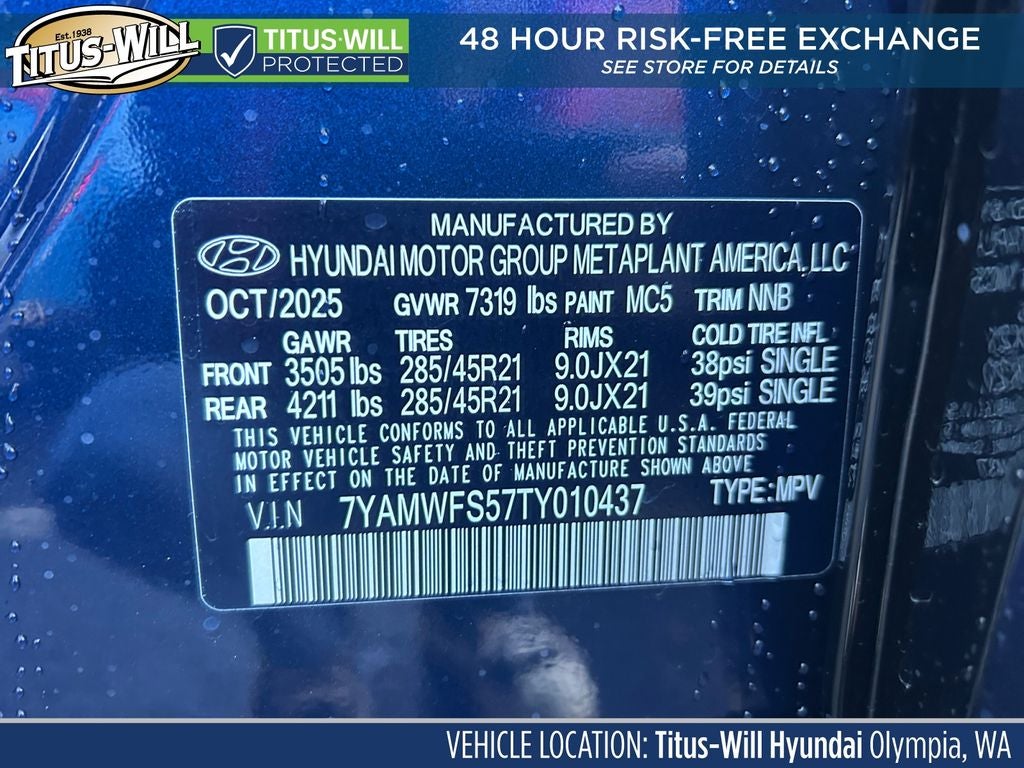 Est.1938
TITUS-WILL
TITUS-WILL
PROTECTED
48 HOUR RISK-FREE EXCHANGE
SEE STORE FOR DETAILS
MANUFACTURED BY
HYUNDAI MOTOR GROUP METAPLANT AMERICA, LLC
OCT/2025 GVWR 7319 lbs PAINT MC5 TRIM NNB
GAWR TIRES RIMS COLD TIRE INFL
FRONT 3505 lbs 285/45R21 9.0JX21 38psi SINGLE
REAR 4211 lbs 285/45R21 9.0JX21 39psi SINGLE
THIS VEHICLE CONFORMS TO ALL APPLICABLE U.S.A. FEDERAL
MOTOR VEHICLE SAFETY AND THEFT PREVENTION STANDARDS
IN EFFECT ON THE DATE OF MANUFACTURE SHOWN ABOVE
V.I.N 7YAMWFS57TY010437 TYPE:MPV
VEHICLE LOCATION: Titus-Will Hyundai Olympia, WA